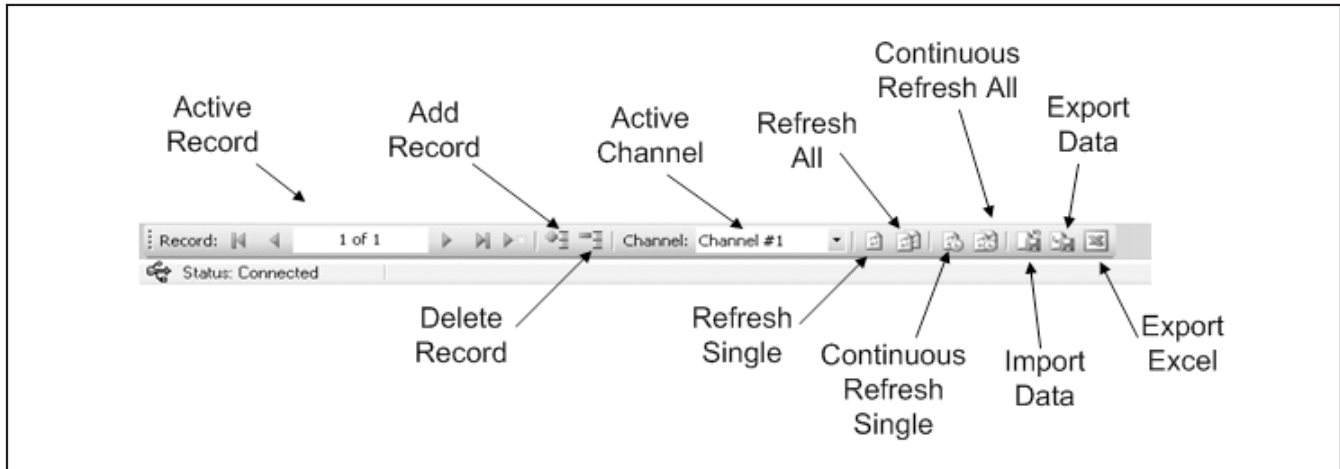 Continuous
Refresh All
Active
Record
Add
Record
Active
Channel
Refresh
All
Export
Data
Record:
1 of 1
Channel: Channel #1
Status: Connected
Delete
Record
Refresh
Single
Continuous
Refresh
Single
Import
Data
Export
Excel